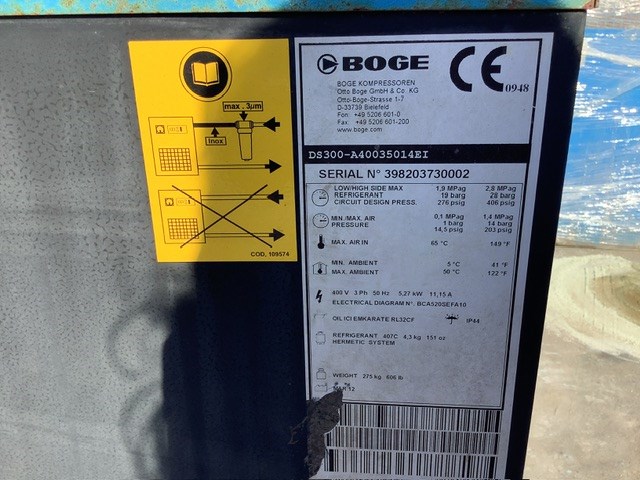 max. 3µm
Inox
COD. 109574
BOGE
CE 0948
BOGE KOMPRESSOREN
Otto Boge GmbH & Co. KG
Otto-Boge-Strasse 1-7
D-33739 Bielefeld
Fon. +49 5206 601-0
Fax. +49 5206 601-200
www.boge.com
DS300-A40035014EI
SERIAL N° 398203730002
LOW/HIGH SIDE MAX 1,9 MPag 2,8 MPag
REFRIGERANT 19 barg 28 barg
CIRCUIT DESIGN PRESS. 276 psig 406 psig
MIN./MAX. AIR 0,1 MPag 1,4 MPag
PRESSURE 1 barg 14 barg
14,5 psig 203 psig
MAX. AIR IN 65 °C 149 °F
MIN. AMBIENT 5 °C 41 °F
MAX. AMBIENT 50 °C 122 °F
400 V 3 Ph 50 Hz 5,27 kW 11,15 A
ELECTRICAL DIAGRAM N°. BCA520SEFA10
OIL ICI EMKARATE RL32CF IP44
REFRIGERANT 407C 4,3 kg 151 oz
HERMETIC SYSTEM
WEIGHT 275 kg 606 lb
MAR 12